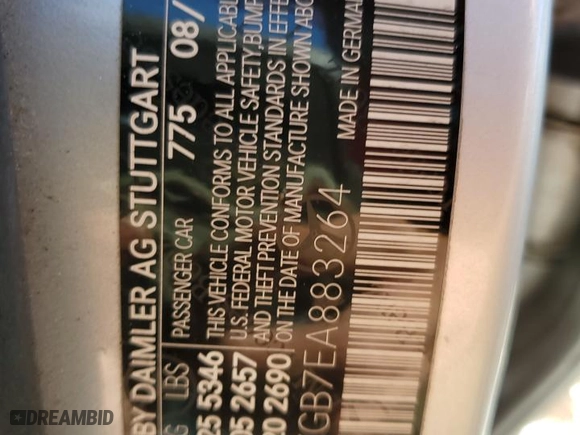 BY DAIMLER AG STUTTGART
G LBS PASSENGER CAR 775 08/
25 5346 THIS VEHICLE CONFORMS TO ALL APPLICABLE
05 2657 U.S. FEDERAL MOTOR VEHICLE SAFETY, BUMP
20 2690 AND THEFT PREVENTION STANDARDS IN EFFE
ON THE DATE OF MANUFACTURE SHOWN ABO
GB7EA883264 MADE IN GERMAN
DREAMBID